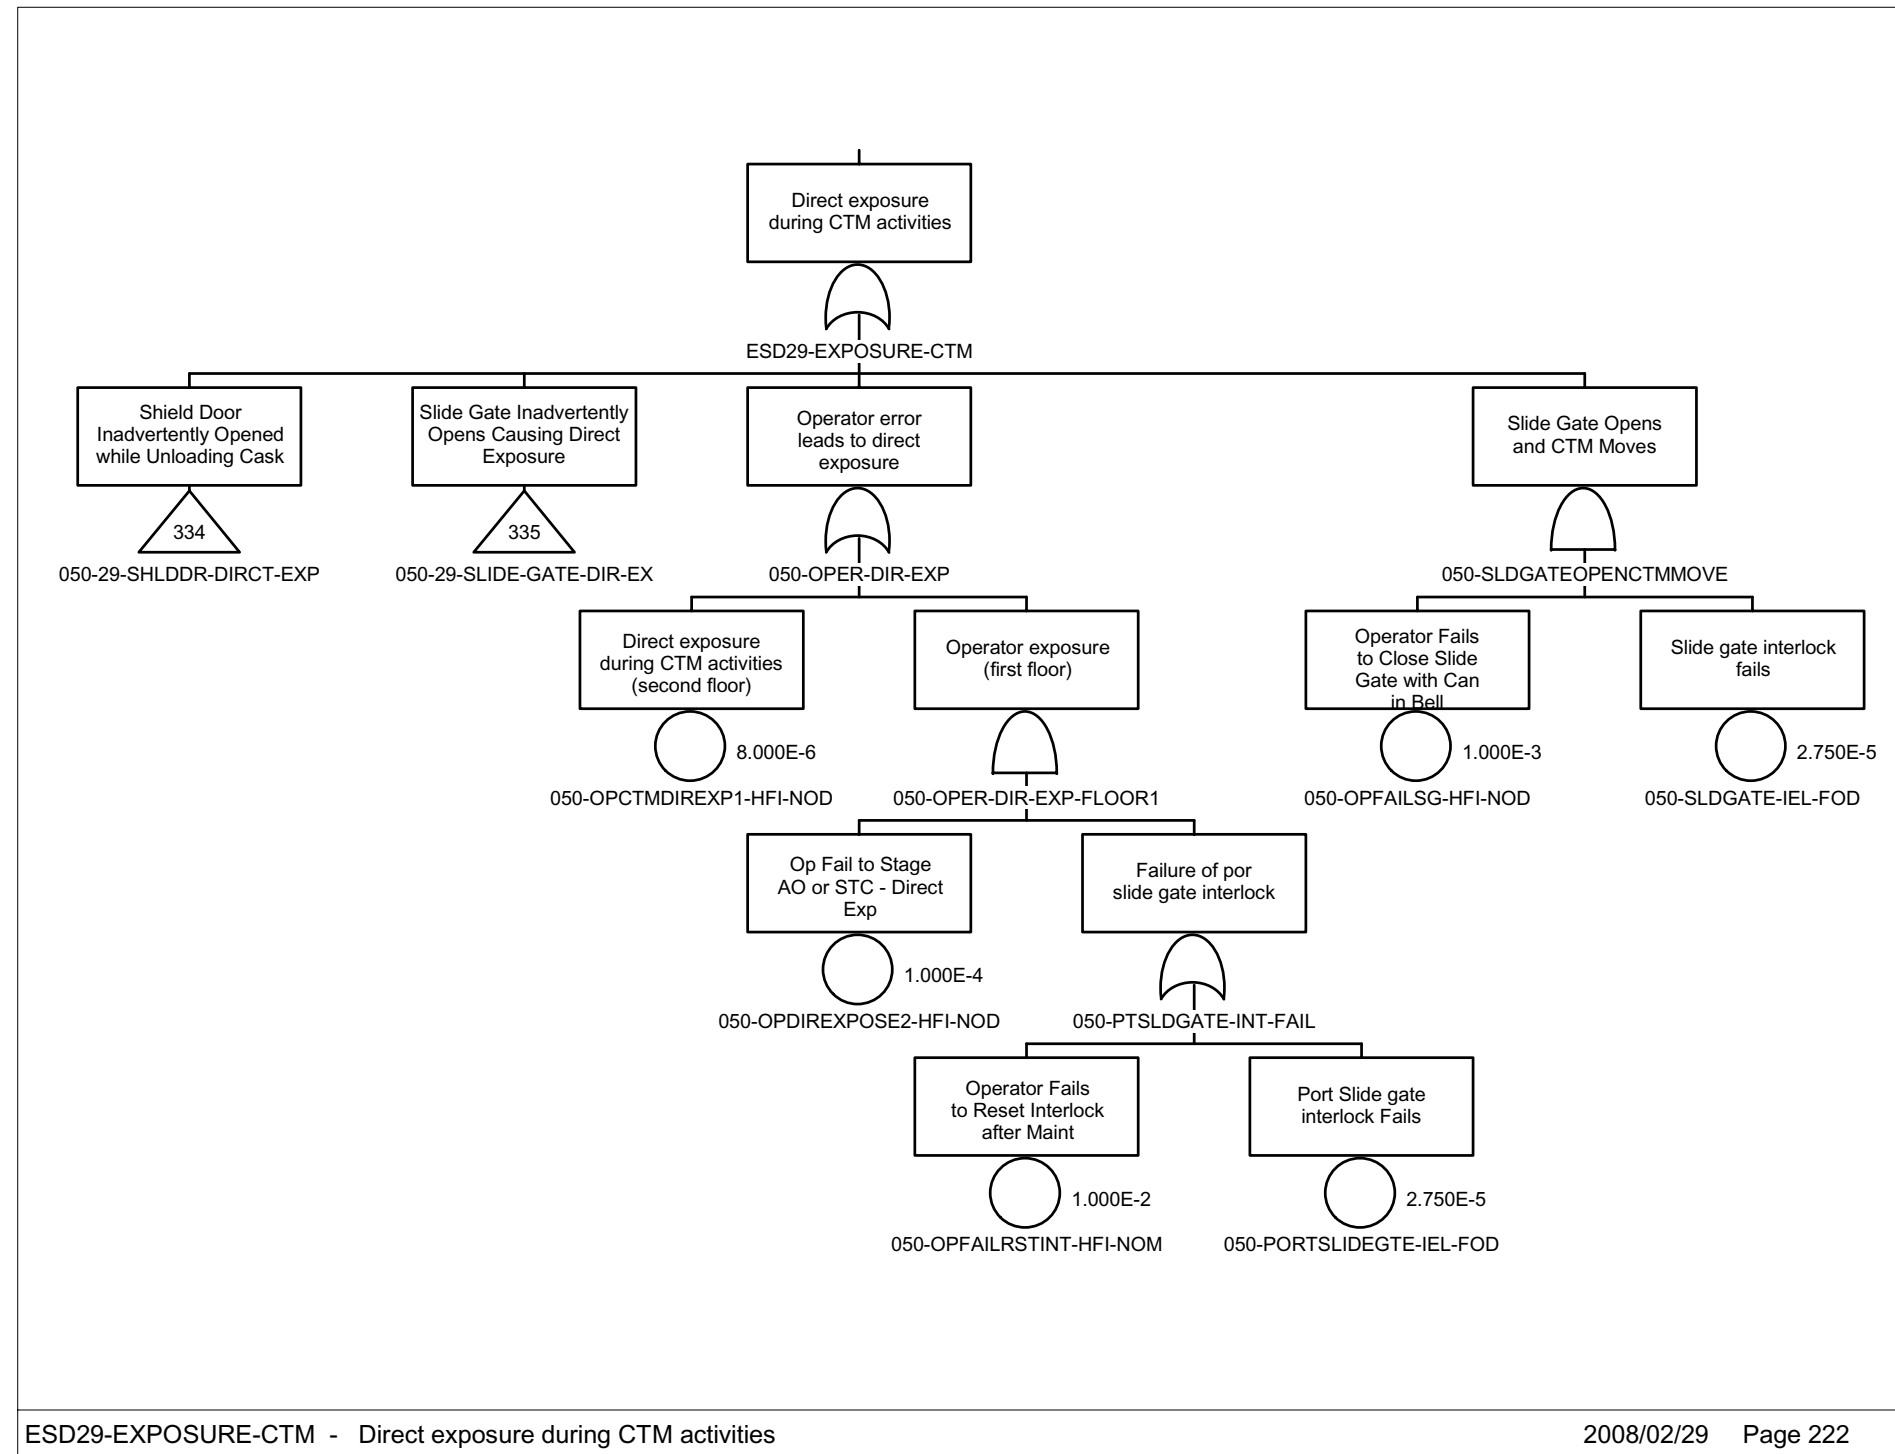 Direct exposure
during CTM activities
ESD29-EXPOSURE-CTM
Shield Door
Inadvertently Opened
while Unloading Cask
334
050-29-SHLDDR-DIRCT-EXP
Slide Gate Inadvertently
Opens Causing Direct
Exposure
335
050-29-SLIDE-GATE-DIR-EX
Operator error
leads to direct
exposure
050-OPER-DIR-EXP
Slide Gate Opens
and CTM Moves
050-SLDGATEOPENCTMMOVE
Direct exposure
during CTM activities
(second floor)
8.000E-6
050-OPCTMDIREXP1-HFI-NOD
Operator exposure
(first floor)
050-OPER-DIR-EXP-FLOOR1
Operator Fails
to Close Slide
Gate with Can
in Bell
1.000E-3
050-OPFAILSG-HFI-NOD
Slide gate interlock
fails
2.750E-5
050-SLDGATE-IEL-FOD
Op Fail to Stage
AO or STC - Direct
Exp
1.000E-4
050-OPDIREXPOSE2-HFI-NOD
Failure of por
slide gate interlock
050-PTSLDGATE-INT-FAIL
Operator Fails
to Reset Interlock
after Maint
1.000E-2
050-OPFAILRSTINT-HFI-NOM
Port Slide gate
interlock Fails
2.750E-5
050-PORTSLIDEGTE-IEL-FOD
ESD29-EXPOSURE-CTM - Direct exposure during CTM activities
2008/02/29 Page 222